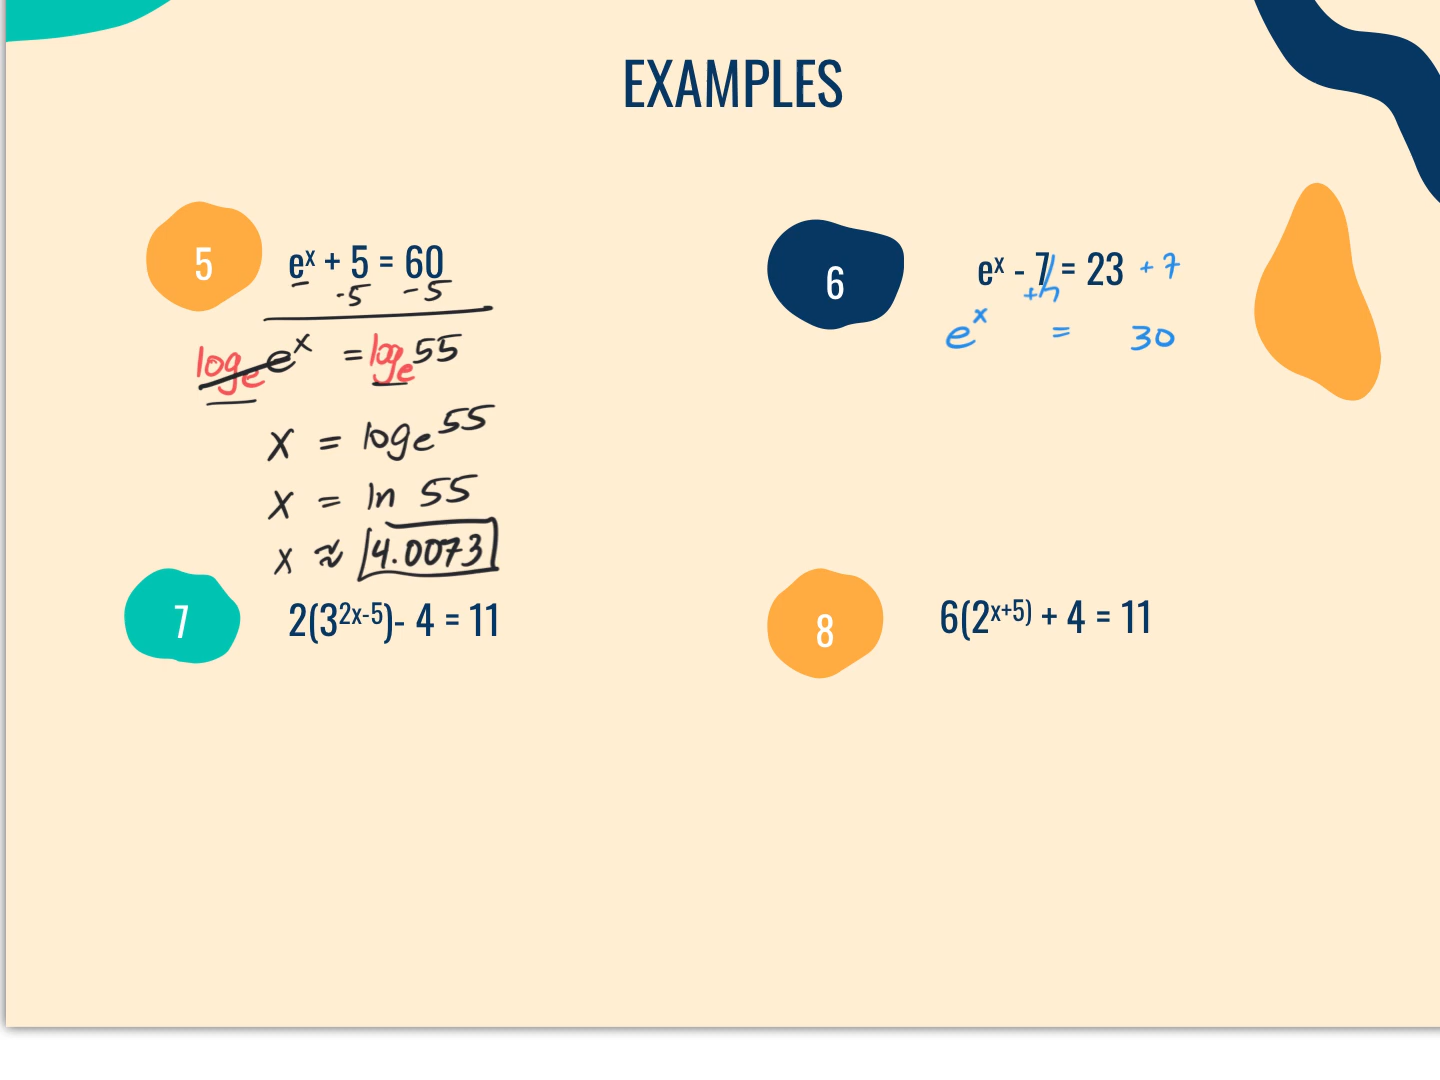 EXAMPLES
5
eˣ + 5 = 60
-5 -5
logₑ eˣ = logₑ 55
x = logₑ 55
x = ln 55
x ≈ 4.0073
6
eˣ - 7 = 23 + 7
+7
eˣ = 30
7
2(3²ˣ⁻⁵)- 4 = 11
8
6(2ˣ⁺⁵⁾ + 4 = 11